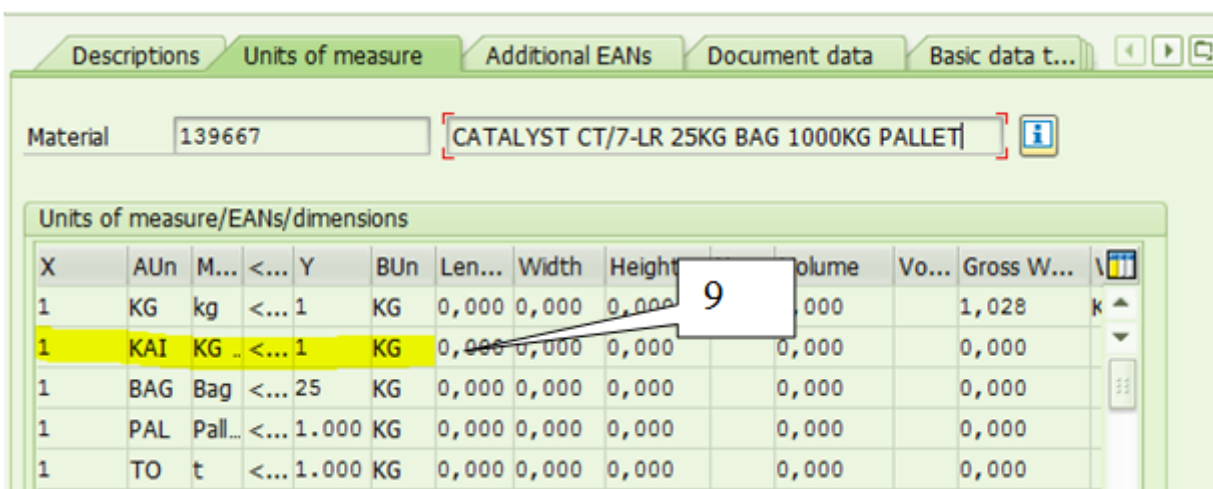 Descriptions Units of measure Additional EANs Document data Basic data t...
Material 139667 CATALYST CT/7-LR 25KG BAG 1000KG PALLET
Units of measure/EANs/dimensions
X AUn M... <... Y BUn Len... Width Height olume Vo... Gross W...
1 KG kg <... 1 KG 0,000 0,000 0,000 ,000 1,028 K
9
1 KAI KG .. <... 1 KG 0,000 0,000 0,000 0,000 0,000
1 BAG Bag <... 25 KG 0,000 0,000 0,000 0,000 0,000
1 PAL Pall... <... 1.000 KG 0,000 0,000 0,000 0,000 0,000
1 TO t <... 1.000 KG 0,000 0,000 0,000 0,000 0,000